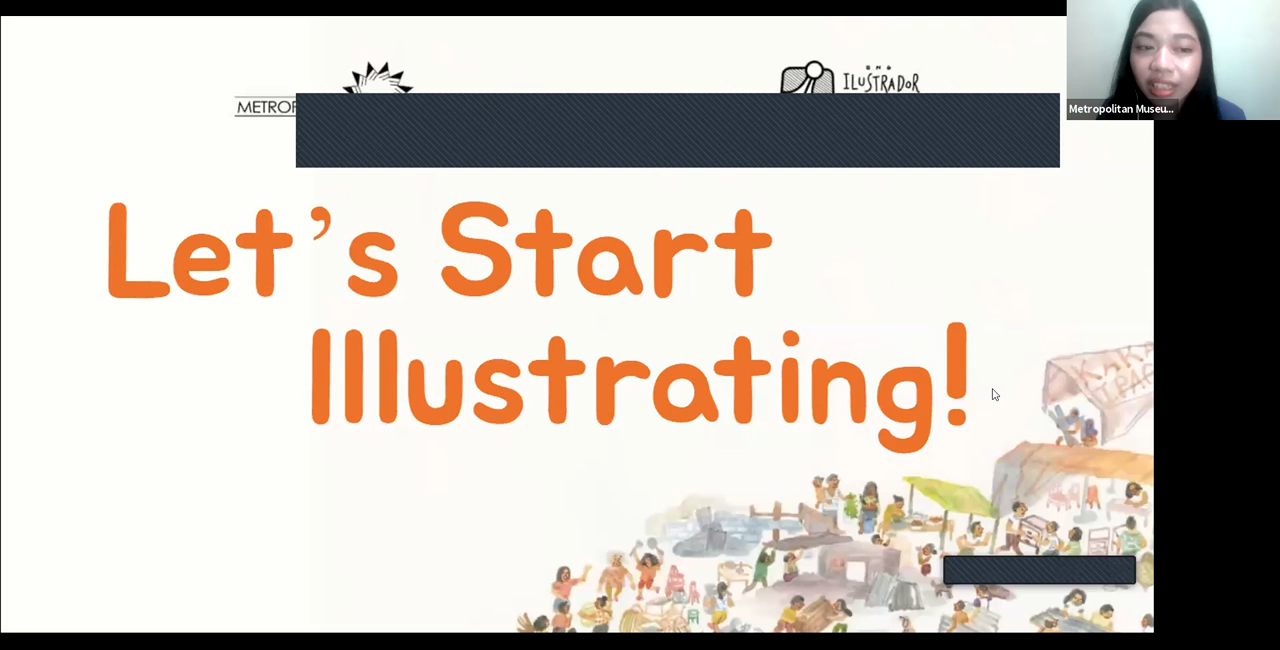 METROP
ILUSTRADOR
Metropolitan Museu...
Let's Start
Illustrating!